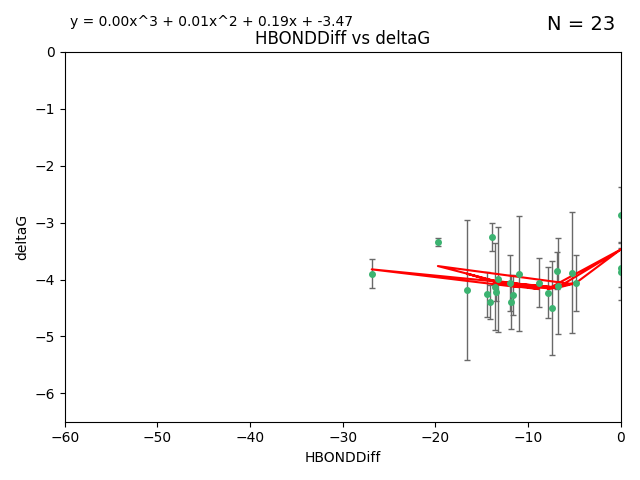 y = 0.00x^3 + 0.01x^2 + 0.19x + -3.47
N = 23
HBONDDiff vs deltaG
deltaG
0
−1
−2
−3
−4
−5
−6
−60
−50
−40
−30
−20
−10
0
HBONDDiff